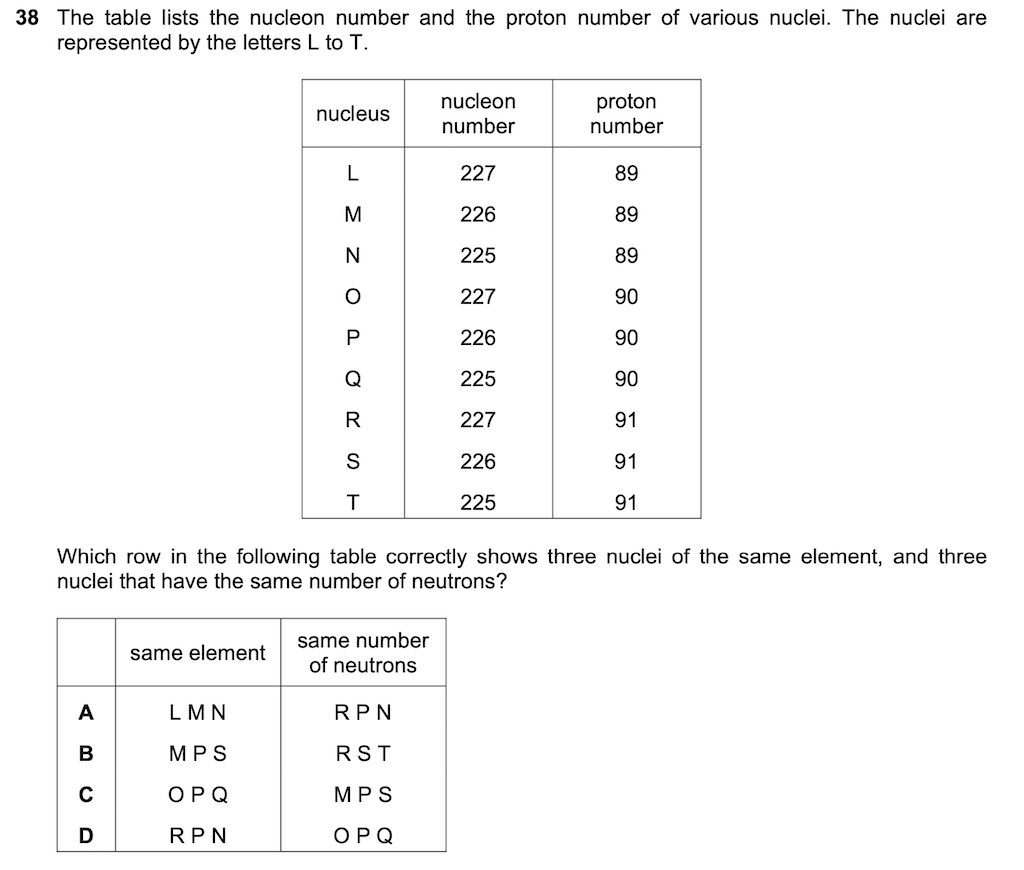 38 The table lists the nucleon number and the proton number of various nuclei. The nuclei are
represented by the letters L to T.
nucleus nucleon number proton number
L 227 89
M 226 89
N 225 89
O 227 90
P 226 90
Q 225 90
R 227 91
S 226 91
T 225 91
Which row in the following table correctly shows three nuclei of the same element, and three
nuclei that have the same number of neutrons?
same element same number of neutrons
A L M N R P N
B M P S R S T
C O P Q M P S
D R P N O P Q